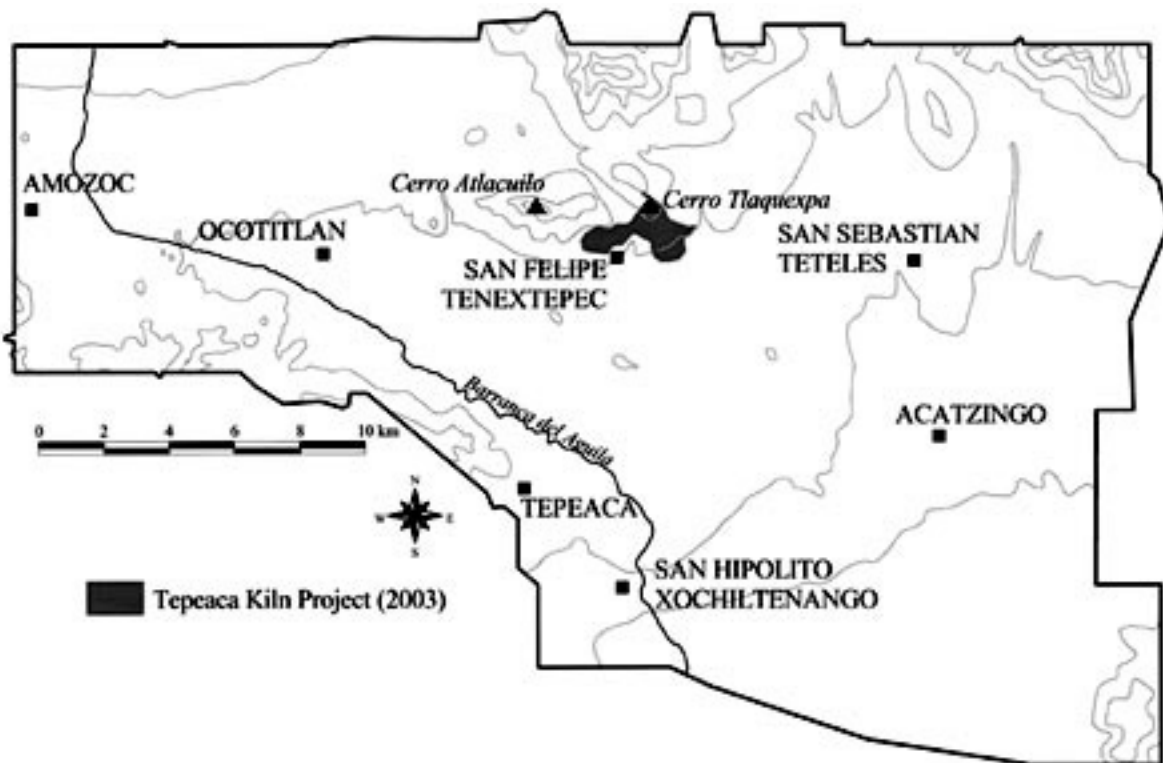 AMOZOC
Cerro Atlacuilo
Cerro Tlaquexpa
OCOTITLAN
SAN FELIPE
TENEXTEPEC
SAN SEBASTIAN
TETELES
Barranca del Aguila
ACATZINGO
0 2 4 6 8 10 km
N
W E
S
TEPEACA
SAN HIPOLITO
XOCHILTENANGO
Tepeaca Kiln Project (2003)